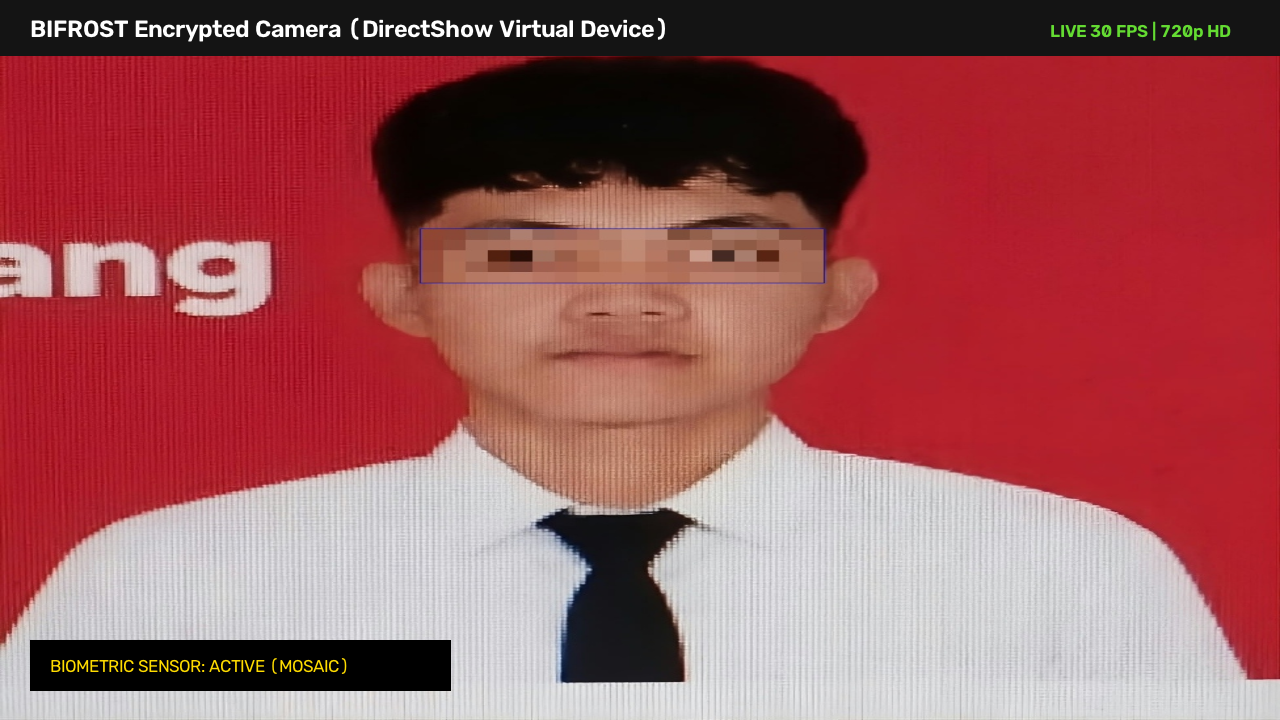 BIFROST Encrypted Camera (DirectShow Virtual Device)
LIVE 30 FPS | 720p HD
ang
BIOMETRIC SENSOR: ACTIVE (MOSAIC)